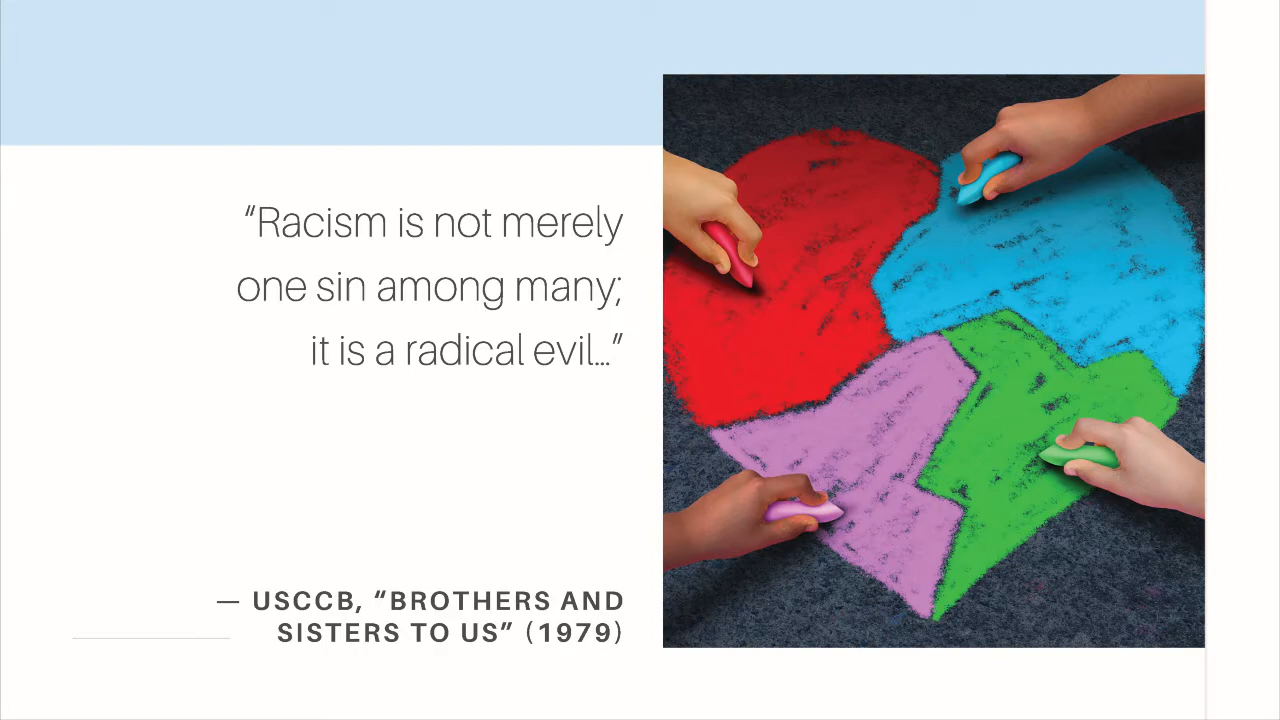 “Racism is not merely
one sin among many;
it is a radical evil...”
— USCCB, “BROTHERS AND
SISTERS TO US” (1979)